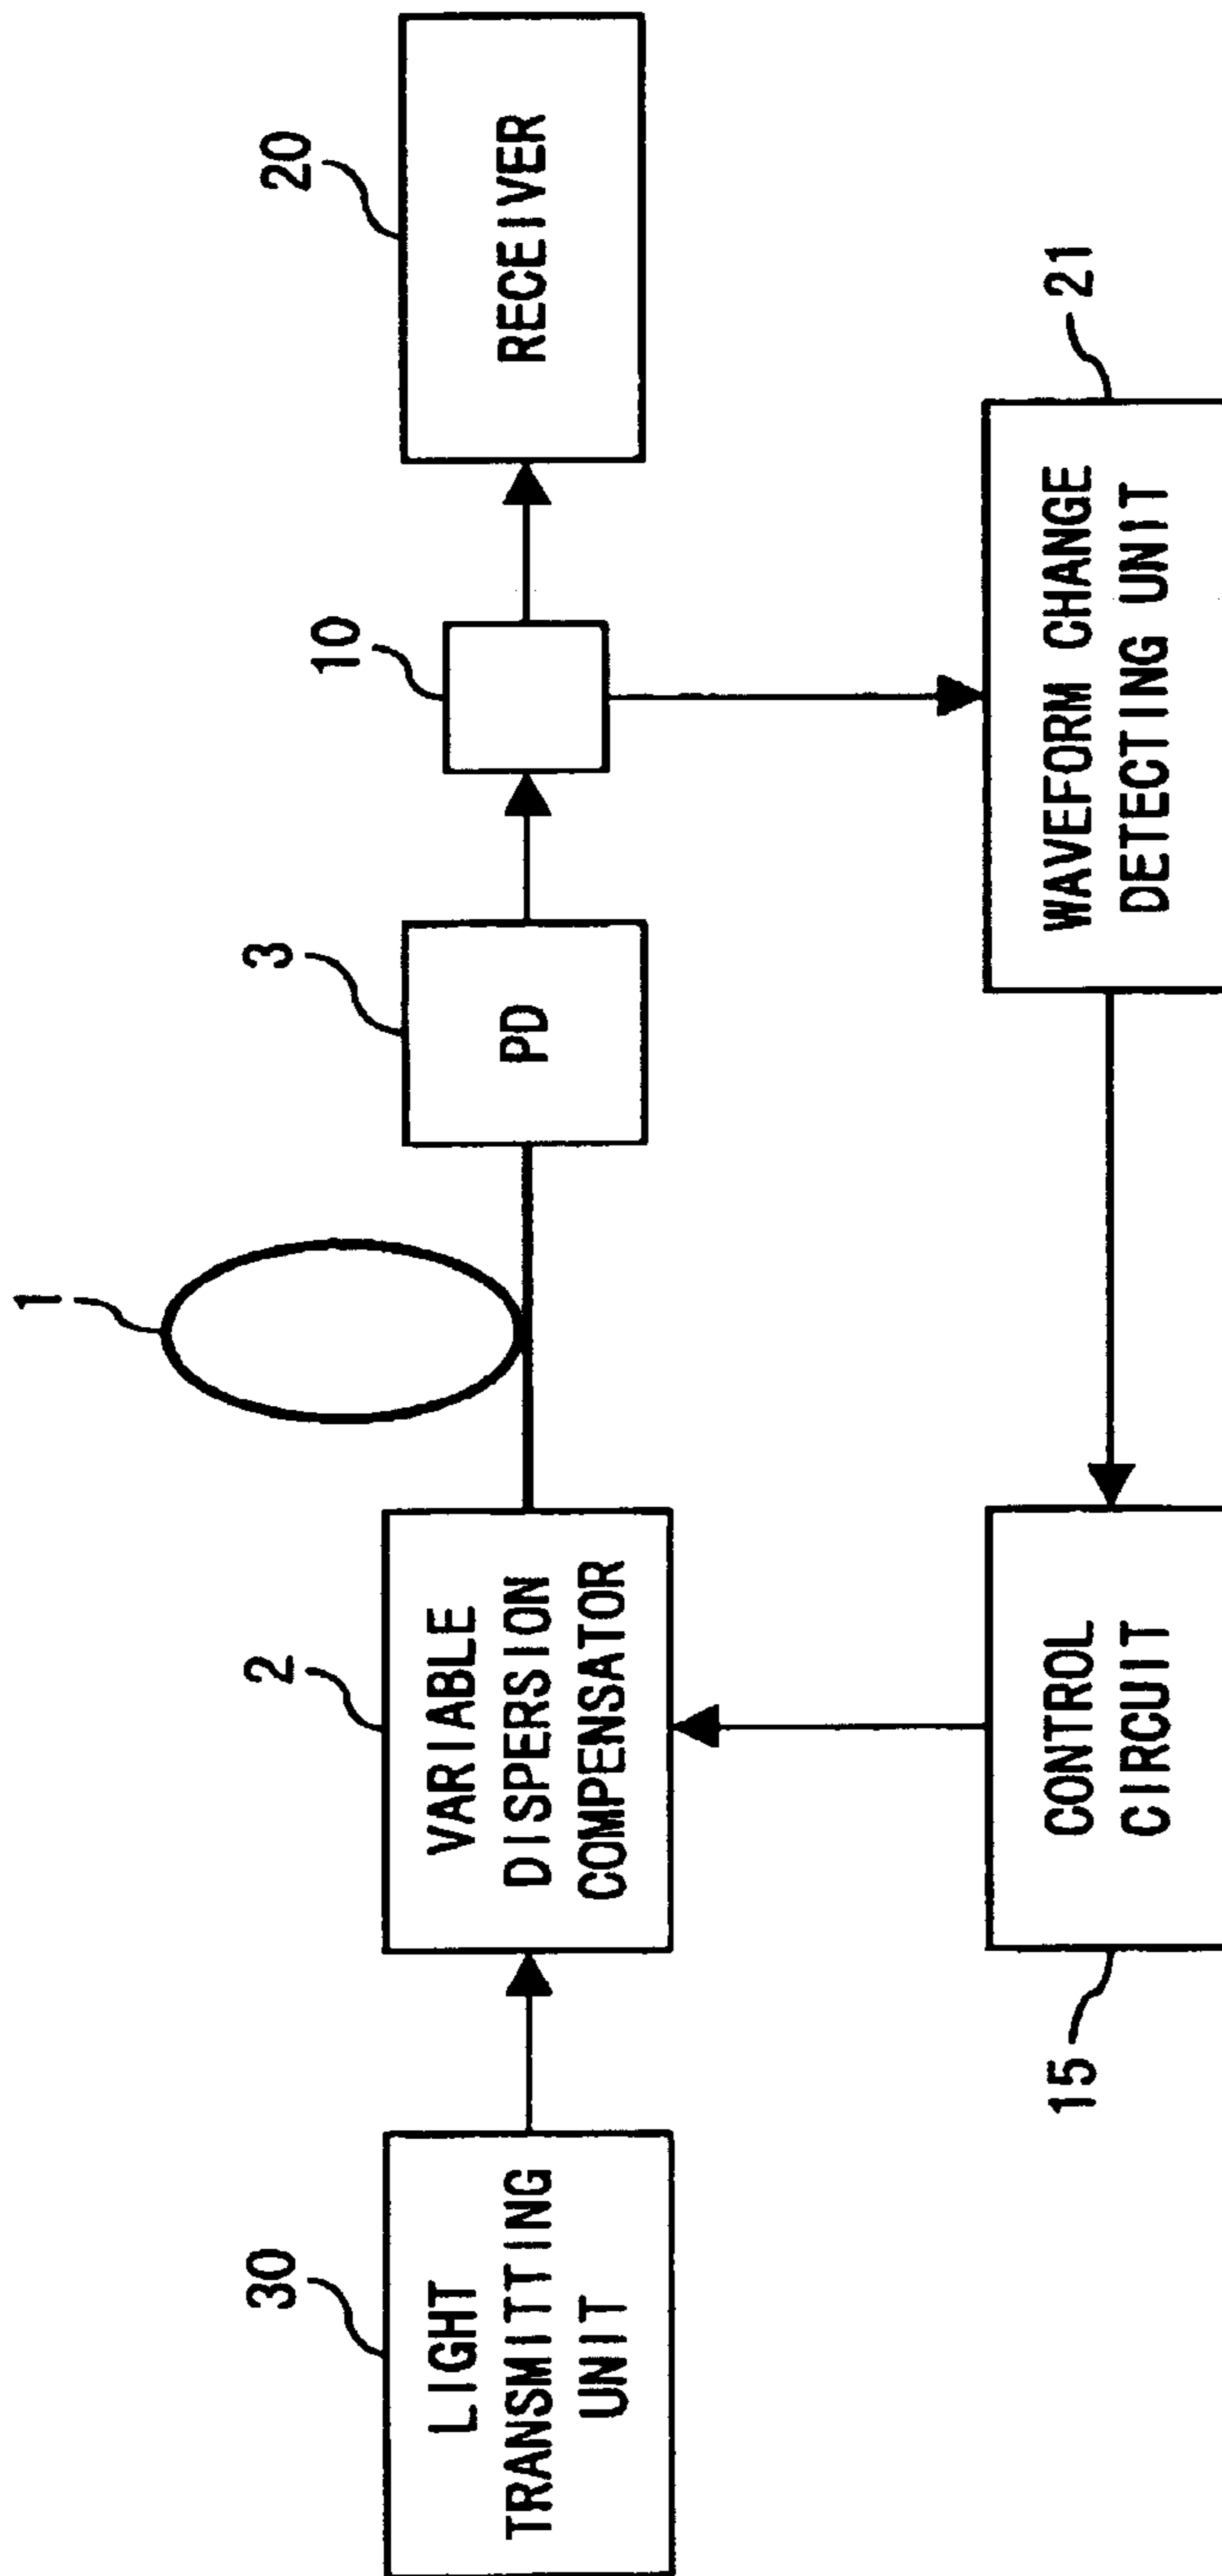 1
30
2
3
10
20
LIGHT
TRANSMITTING
UNIT
VARIABLE
DISPERSION
COMPENSATOR
PD
RECEIVER
15
CONTROL
CIRCUIT
WAVEFORM CHANGE
DETECTING UNIT
21